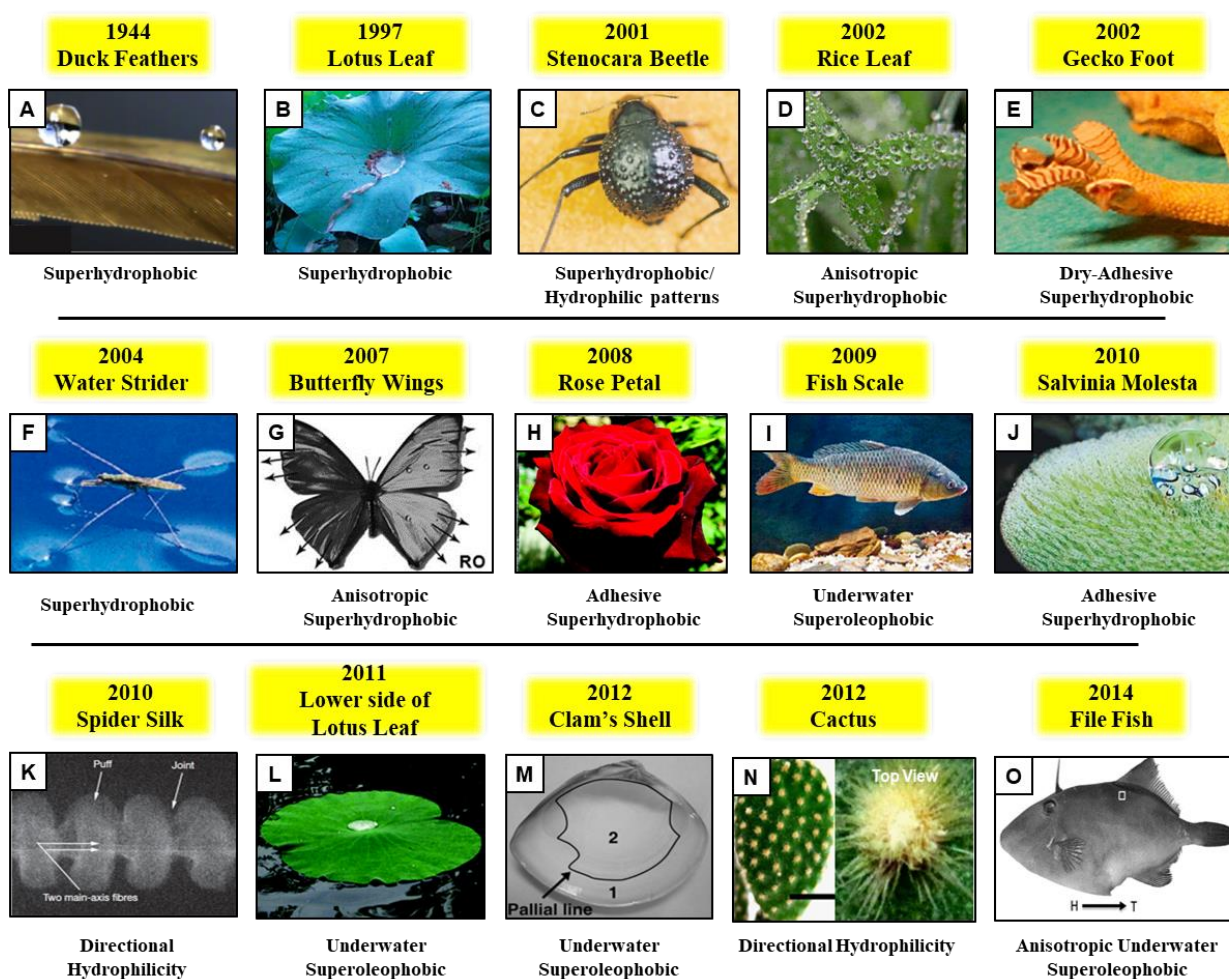 1944
Duck Feathers
1997
Lotus Leaf
2001
Stenocara Beetle
2002
Rice Leaf
2002
Gecko Foot
A
B
C
D
E
Superhydrophobic
Superhydrophobic
Superhydrophobic/
Hydrophilic patterns
Anisotropic
Superhydrophobic
Dry-Adhesive
Superhydrophobic
2004
Water Strider
2007
Butterfly Wings
2008
Rose Petal
2009
Fish Scale
2010
Salvinia Molesta
F
G
RO
H
I
J
Superhydrophobic
Anisotropic
Superhydrophobic
Adhesive
Superhydrophobic
Underwater
Superoleophobic
Adhesive
Superhydrophobic
2010
Spider Silk
2011
Lower side of
Lotus Leaf
2012
Clam's Shell
2012
Cactus
2014
File Fish
K
Puff
Joint
Two main-axis fibres
L
M
2
1
Pallial line
N
Top View
O
H
T
Directional
Hydrophilicity
Underwater
Superoleophobic
Underwater
Superoleophobic
Directional Hydrophilicity
Anisotropic Underwater
Superoleophobic